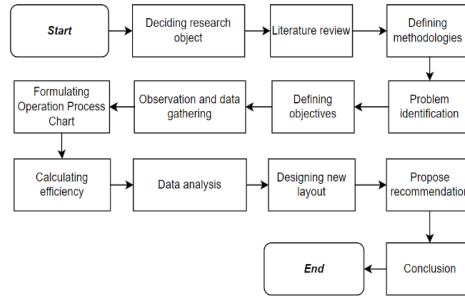 Start
Deciding research
object
Literature review
Defining
methodologies
Formulating
Operation Process
Chart
Observation and data
gathering
Defining
objectives
Problem
identification
Calculating
efficiency
Data analysis
Designing new
layout
Propose
recommendation
End
Conclusion